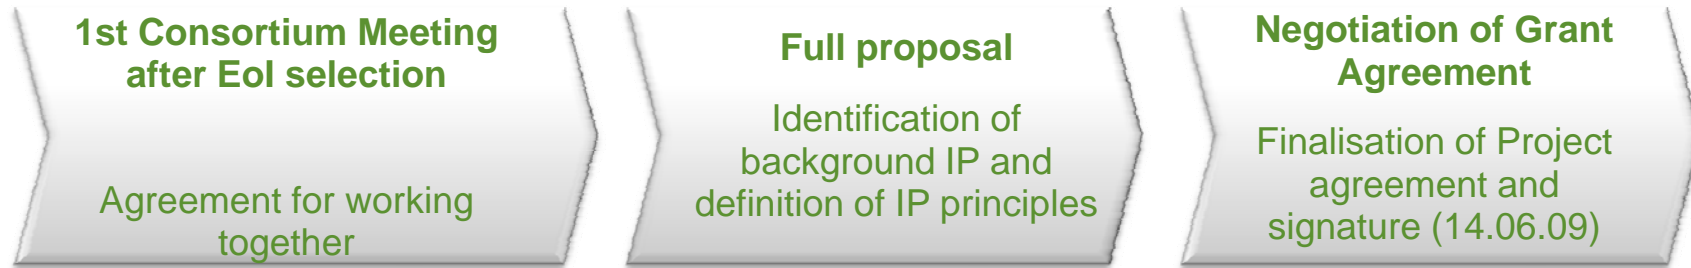 1st Consortium Meeting
after EoI selection
Agreement for working
together
Full proposal
Identification of
background IP and
definition of IP principles
Negotiation of Grant
Agreement
Finalisation of Project
agreement and
signature (14.06.09)